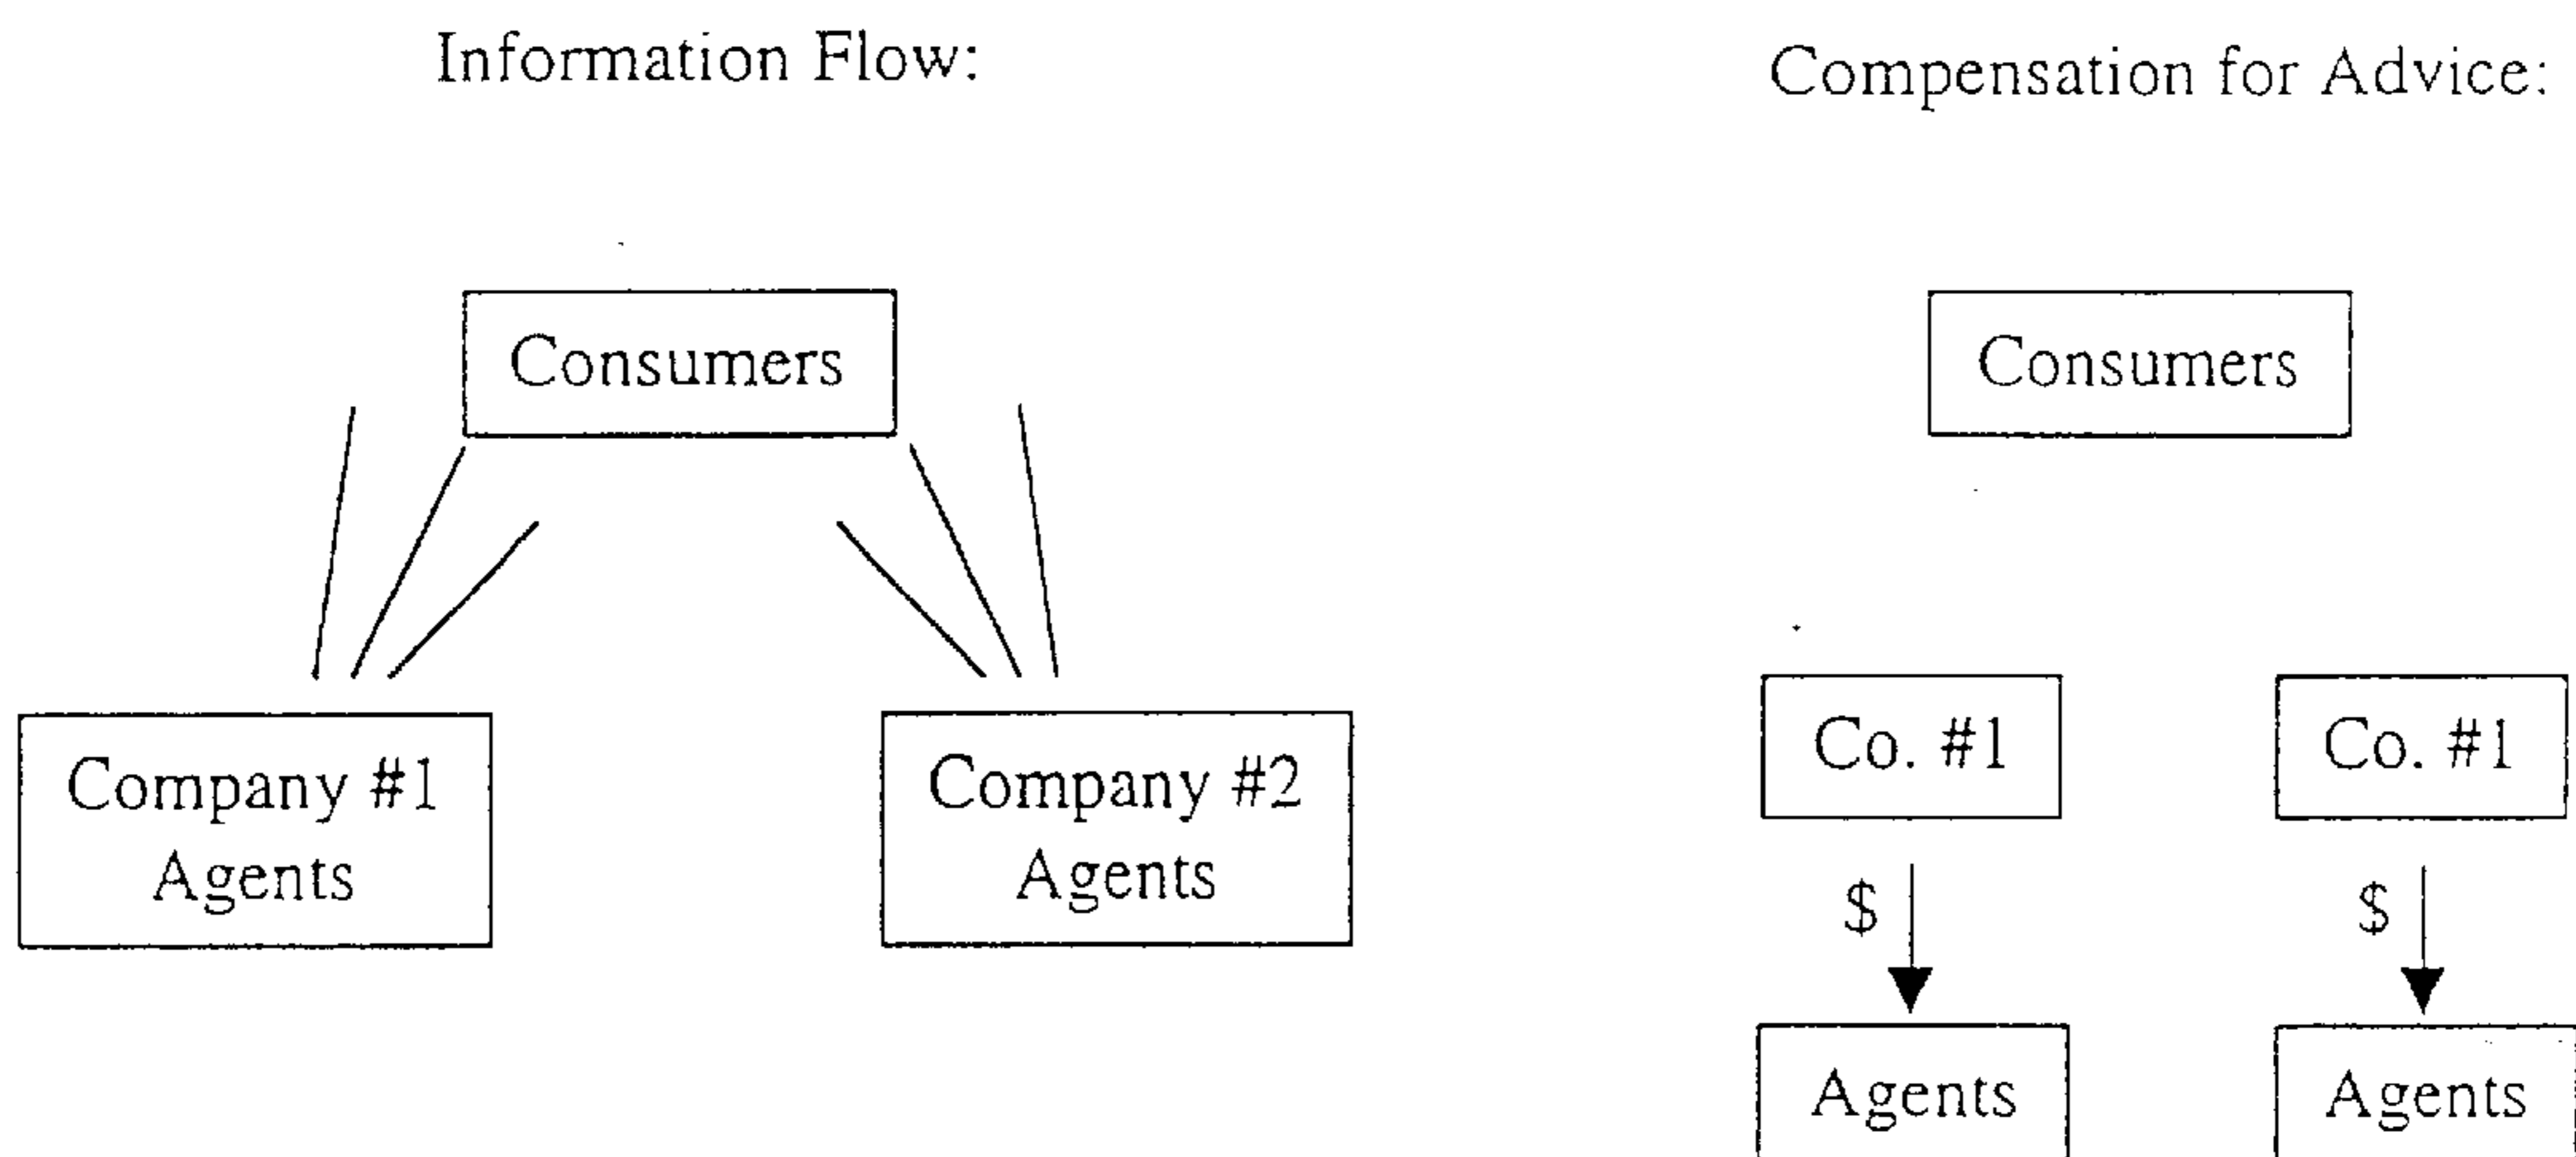 Information Flow:
Consumers
Company #1
Agents
Company #2
Agents
Compensation for Advice:
Consumers
Co. #1
Co. #1
$
$
Agents
Agents